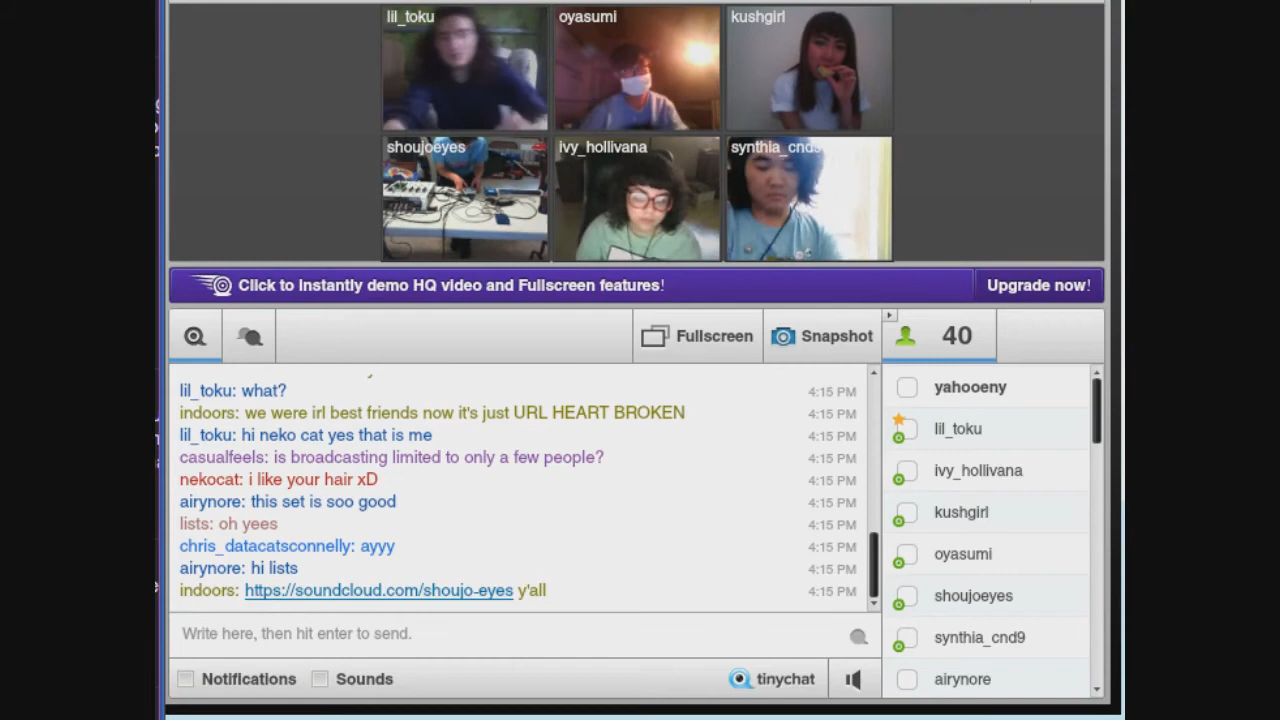 lil_toku
oyasumi
kushgirl
shoujoeyes
ivy_hollivana
synthia_cnd9
Click to instantly demo HQ video and Fullscreen features!
Upgrade now!
Fullscreen
Snapshot
40
lil_toku: what? 4:15 PM
indoors: we were irl best friends now it's just URL HEART BROKEN 4:15 PM
lil_toku: hi neko cat yes that is me 4:15 PM
casualfeels: is broadcasting limited to only a few people? 4:15 PM
nekocat: i like your hair xD 4:15 PM
airynore: this set is soo good 4:15 PM
lists: oh yees 4:15 PM
chris_datacatsconnelly: ayyy 4:15 PM
airynore: hi lists 4:15 PM
indoors: https://soundcloud.com/shoujo-eyes y'all 4:15 PM
Write here, then hit enter to send.
Notifications
Sounds
tinychat
yahooeny
lil_toku
ivy_hollivana
kushgirl
oyasumi
shoujoeyes
synthia_cnd9
airynore